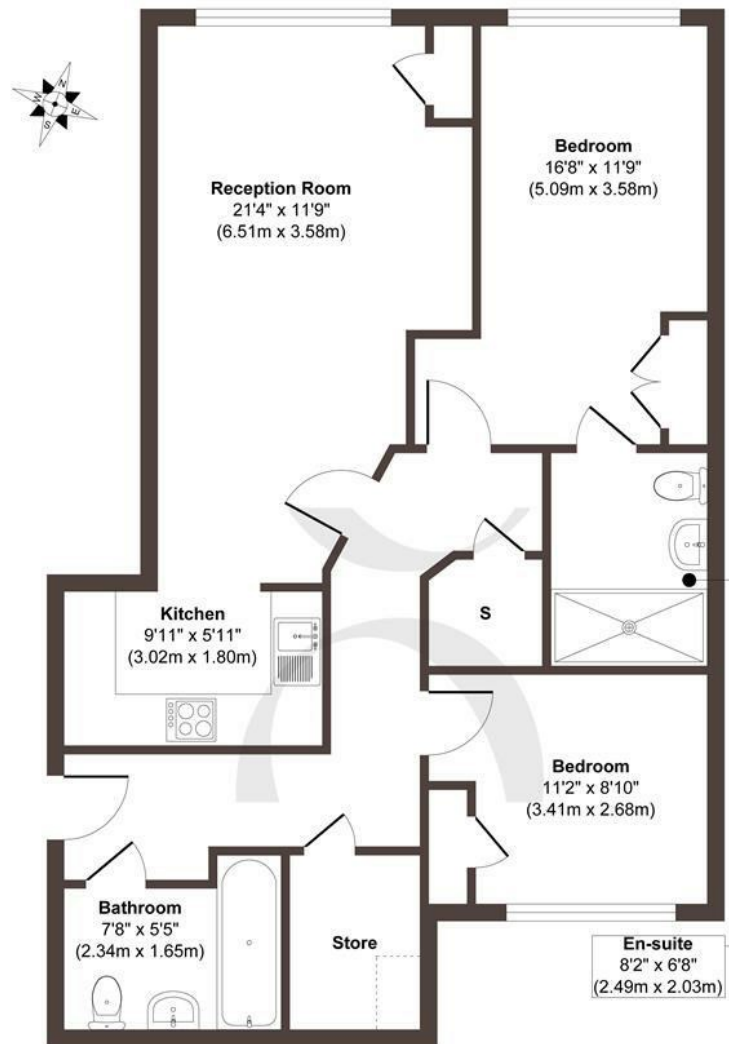 N
W
E
S
Reception Room
21'4" x 11'9"
(6.51m x 3.58m)
Bedroom
16'8" x 11'9"
(5.09m x 3.58m)
Kitchen
9'11" x 5'11"
(3.02m x 1.80m)
S
Bedroom
11'2" x 8'10"
(3.41m x 2.68m)
Bathroom
7'8" x 5'5"
(2.34m x 1.65m)
Store
En-suite
8'2" x 6'8"
(2.49m x 2.03m)